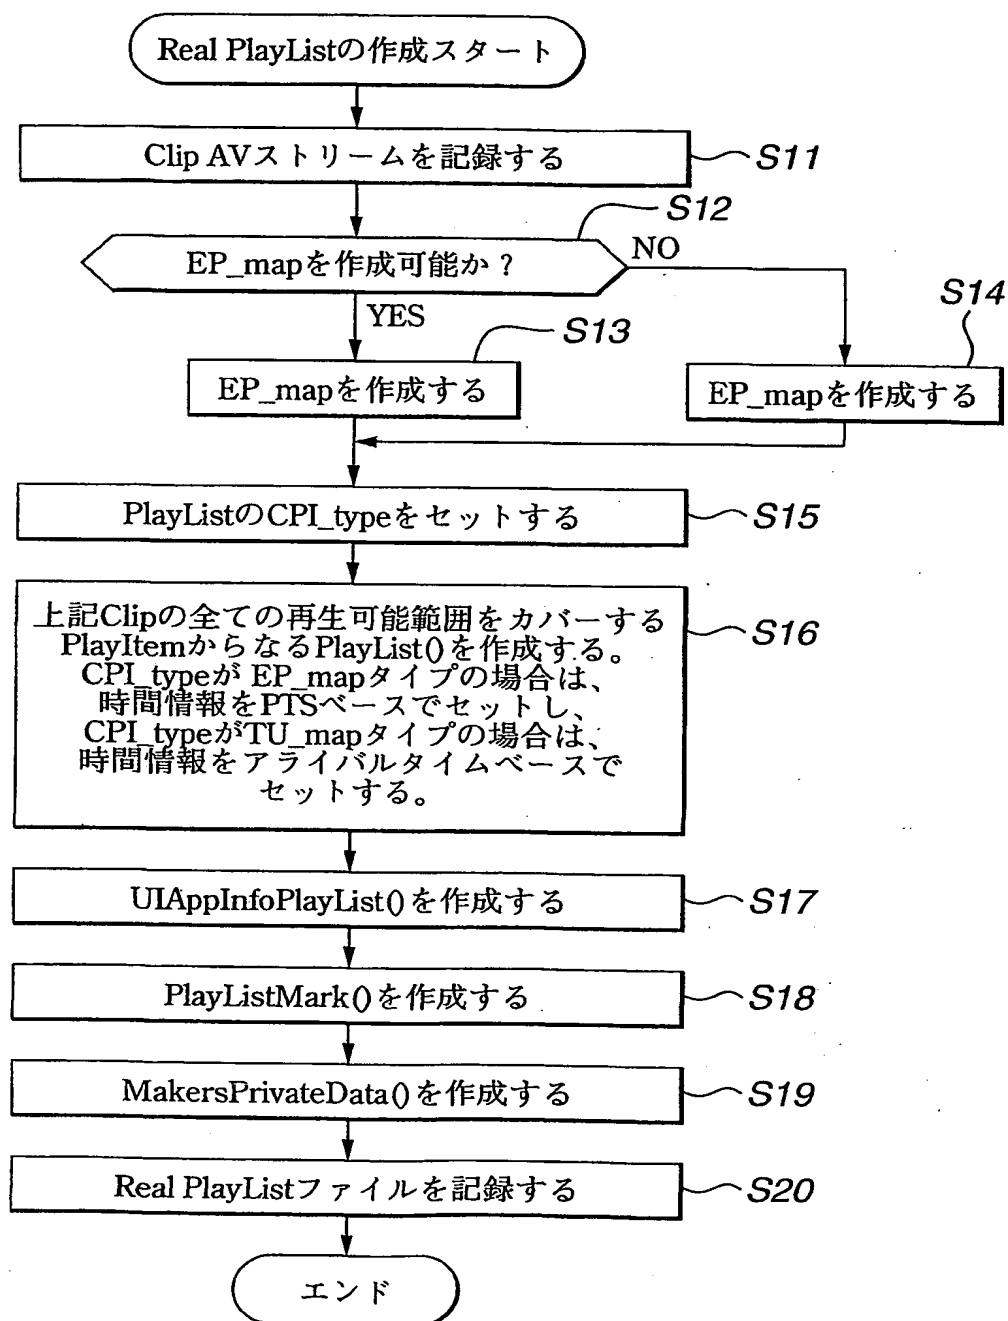 Real PlayListの作成スタート
Clip AVストリームを記録する
S11
S12
EP_mapを作成可能か？
NO
YES
S13
S14
EP_mapを作成する
EP_mapを作成する
PlayListのCPI_typeをセットする
S15
上記Clipの全ての再生可能範囲をカバーする
PlayItemからなるPlayList()を作成する。
CPI_typeが EP_mapタイプの場合は、
時間情報をPTSベースでセットし、
CPI_typeがTU_mapタイプの場合は、
時間情報をアライバルタイムベースで
セットする。
S16
UIAppInfoPlayList()を作成する
S17
PlayListMark()を作成する
S18
MakersPrivateData()を作成する
S19
Real PlayListファイルを記録する
S20
エンド